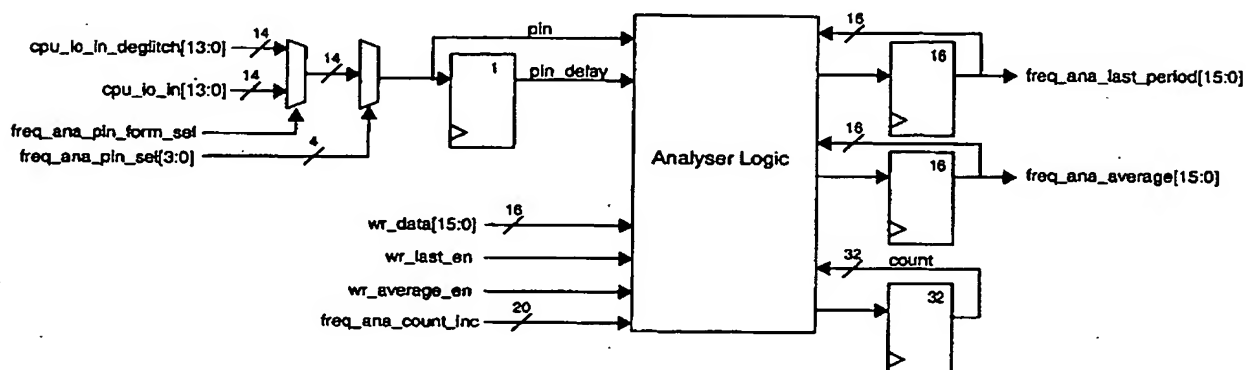 cpu_io_in_deglitch[13:0]
14
cpu_io_in[13:0]
14
14
freq_ana_pin_form_sel
freq_ana_pin_sel[3:0]
4
1
pin
pin_delay
Analyser Logic
wr_data[15:0]
16
wr_last_en
wr_average_en
freq_ana_count_inc
20
16
16
freq_ana_last_period[15:0]
16
16
freq_ana_average[15:0]
32
count
32